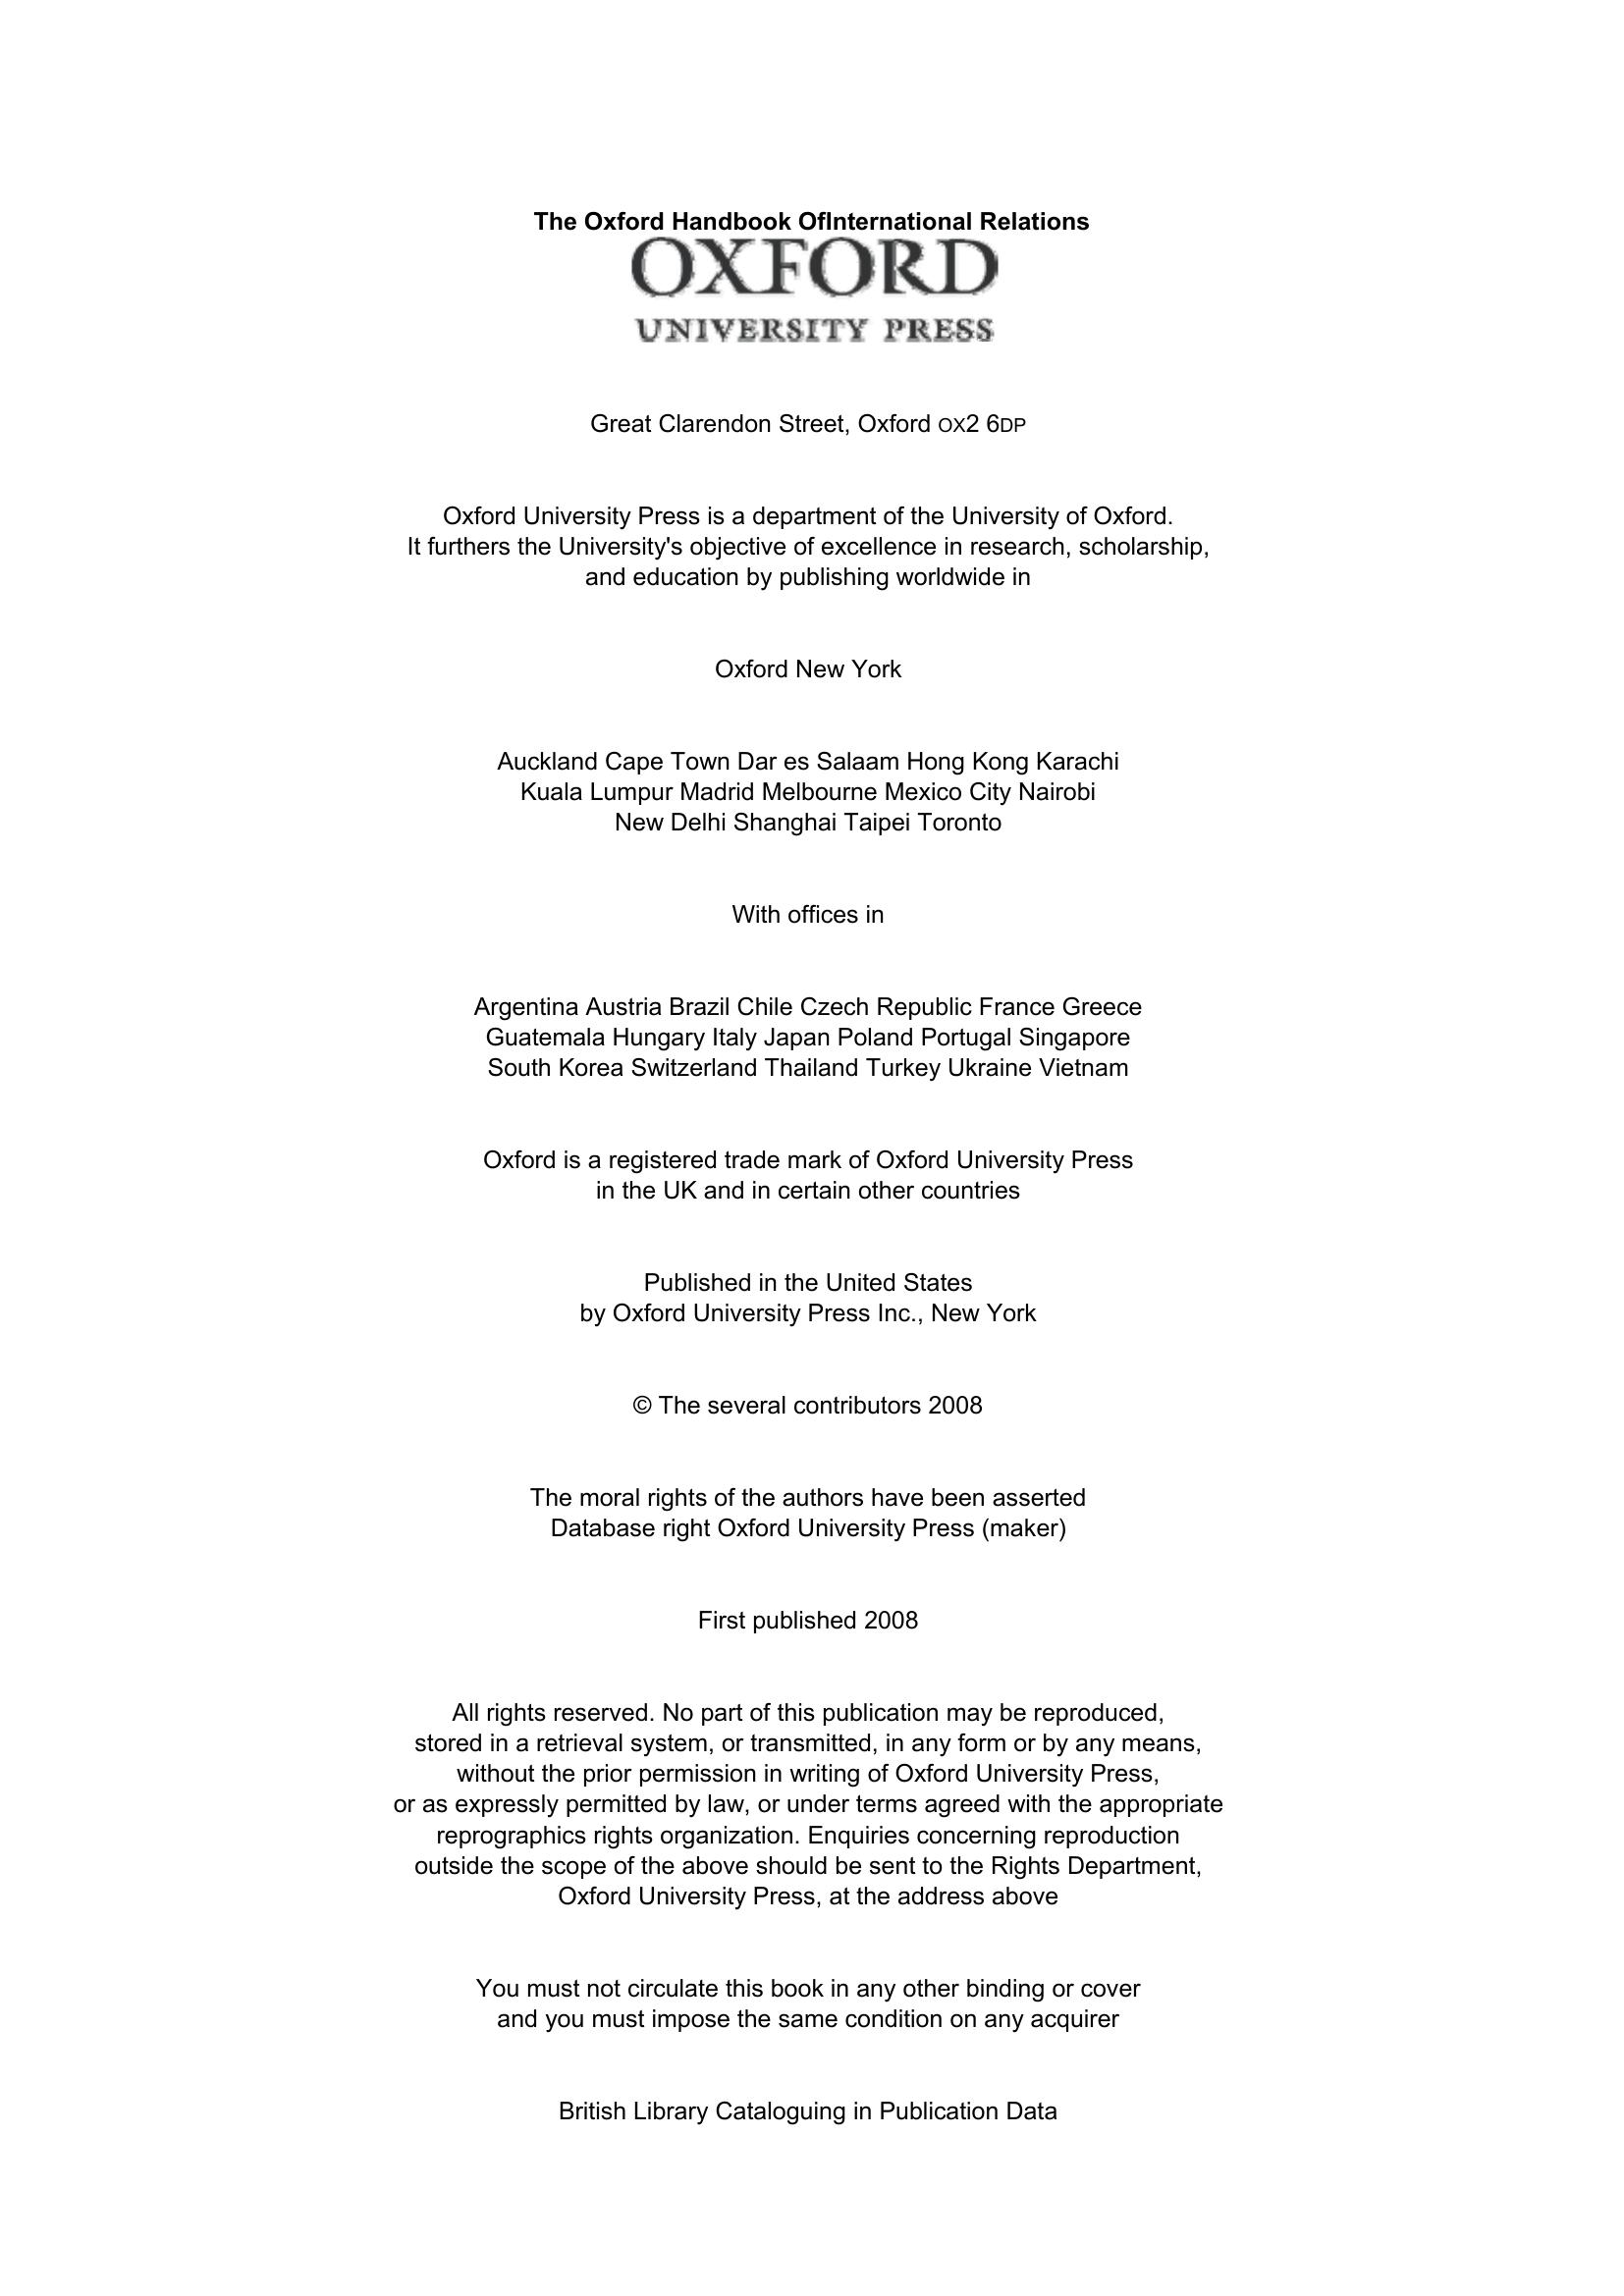 The Oxford Handbook OfInternational Relations
OXFORD
UNIVERSITY PRESS
Great Clarendon Street, Oxford OX2 6DP
Oxford University Press is a department of the University of Oxford.
It furthers the University's objective of excellence in research, scholarship,
and education by publishing worldwide in
Oxford New York
Auckland Cape Town Dar es Salaam Hong Kong Karachi
Kuala Lumpur Madrid Melbourne Mexico City Nairobi
New Delhi Shanghai Taipei Toronto
With offices in
Argentina Austria Brazil Chile Czech Republic France Greece
Guatemala Hungary Italy Japan Poland Portugal Singapore
South Korea Switzerland Thailand Turkey Ukraine Vietnam
Oxford is a registered trade mark of Oxford University Press
in the UK and in certain other countries
Published in the United States
by Oxford University Press Inc., New York
© The several contributors 2008
The moral rights of the authors have been asserted
Database right Oxford University Press (maker)
First published 2008
All rights reserved. No part of this publication may be reproduced,
stored in a retrieval system, or transmitted, in any form or by any means,
without the prior permission in writing of Oxford University Press,
or as expressly permitted by law, or under terms agreed with the appropriate
reprographics rights organization. Enquiries concerning reproduction
outside the scope of the above should be sent to the Rights Department,
Oxford University Press, at the address above
You must not circulate this book in any other binding or cover
and you must impose the same condition on any acquirer
British Library Cataloguing in Publication Data